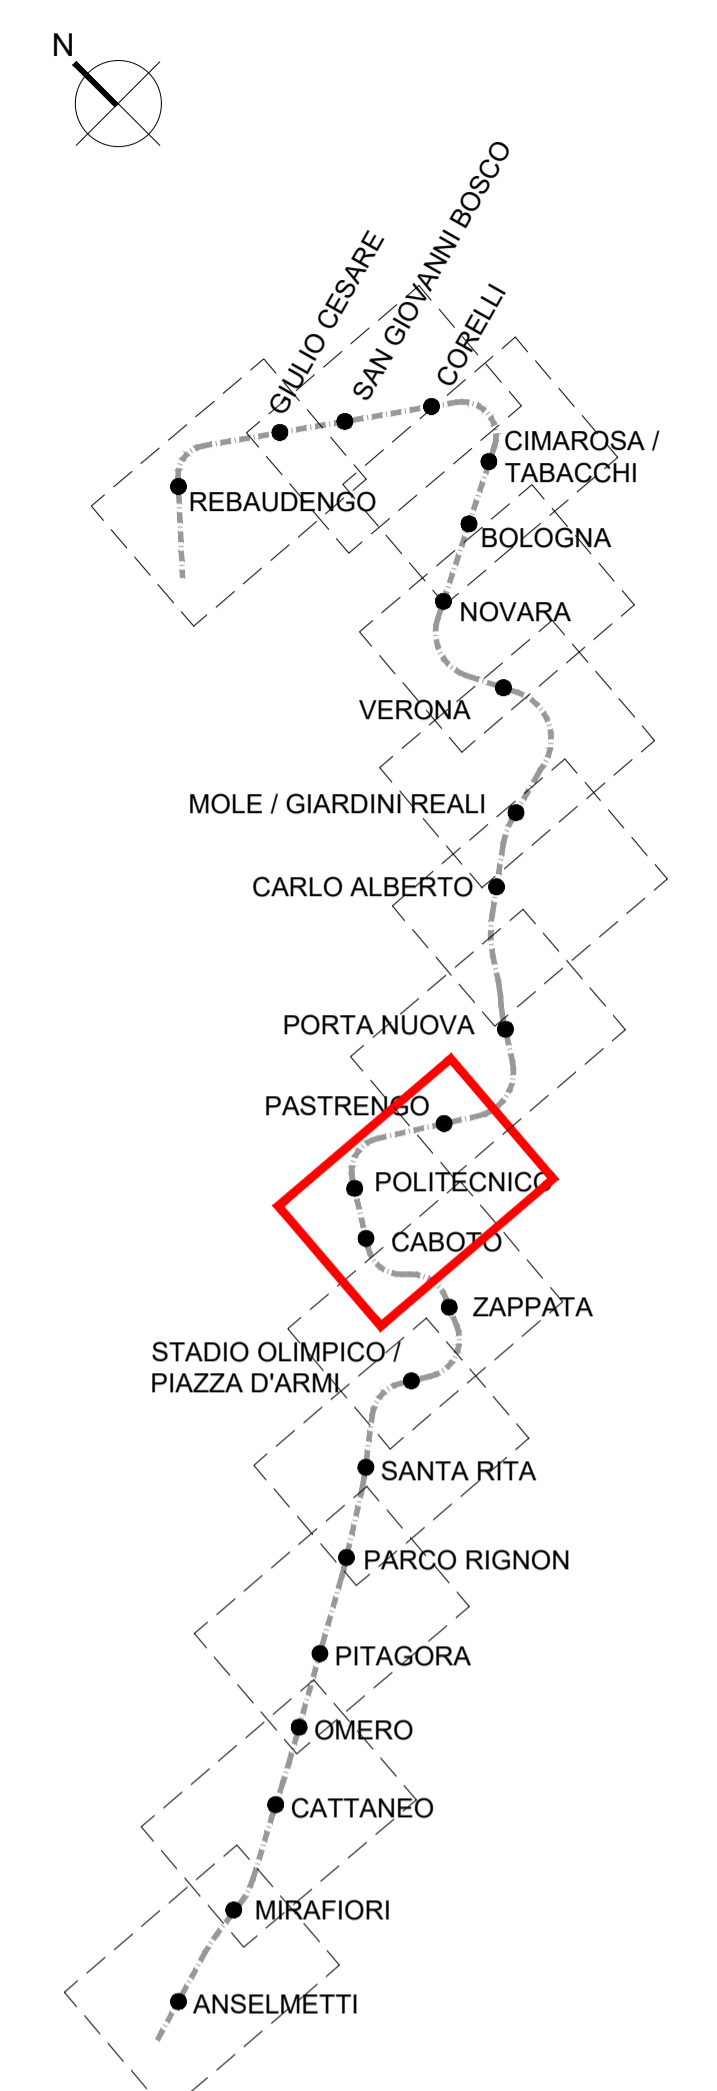 N
GIULIO CESARE
SAN GIOVANNI BOSCO
CORELLI
CIMAROSA /
TABACCHI
REBAUDENGO
BOLOGNA
NOVARA
VERONA
MOLE / GIARDINI REALI
CARLO ALBERTO
PORTA NUOVA
PASTRENGO
POLITECNICO
CABOTO
ZAPPATA
STADIO OLIMPICO /
PIAZZA D'ARMI
SANTA RITA
PARCO RIGNON
PITAGORA
OMERO
CATTANEO
MIRAFIORI
ANSELMETTI